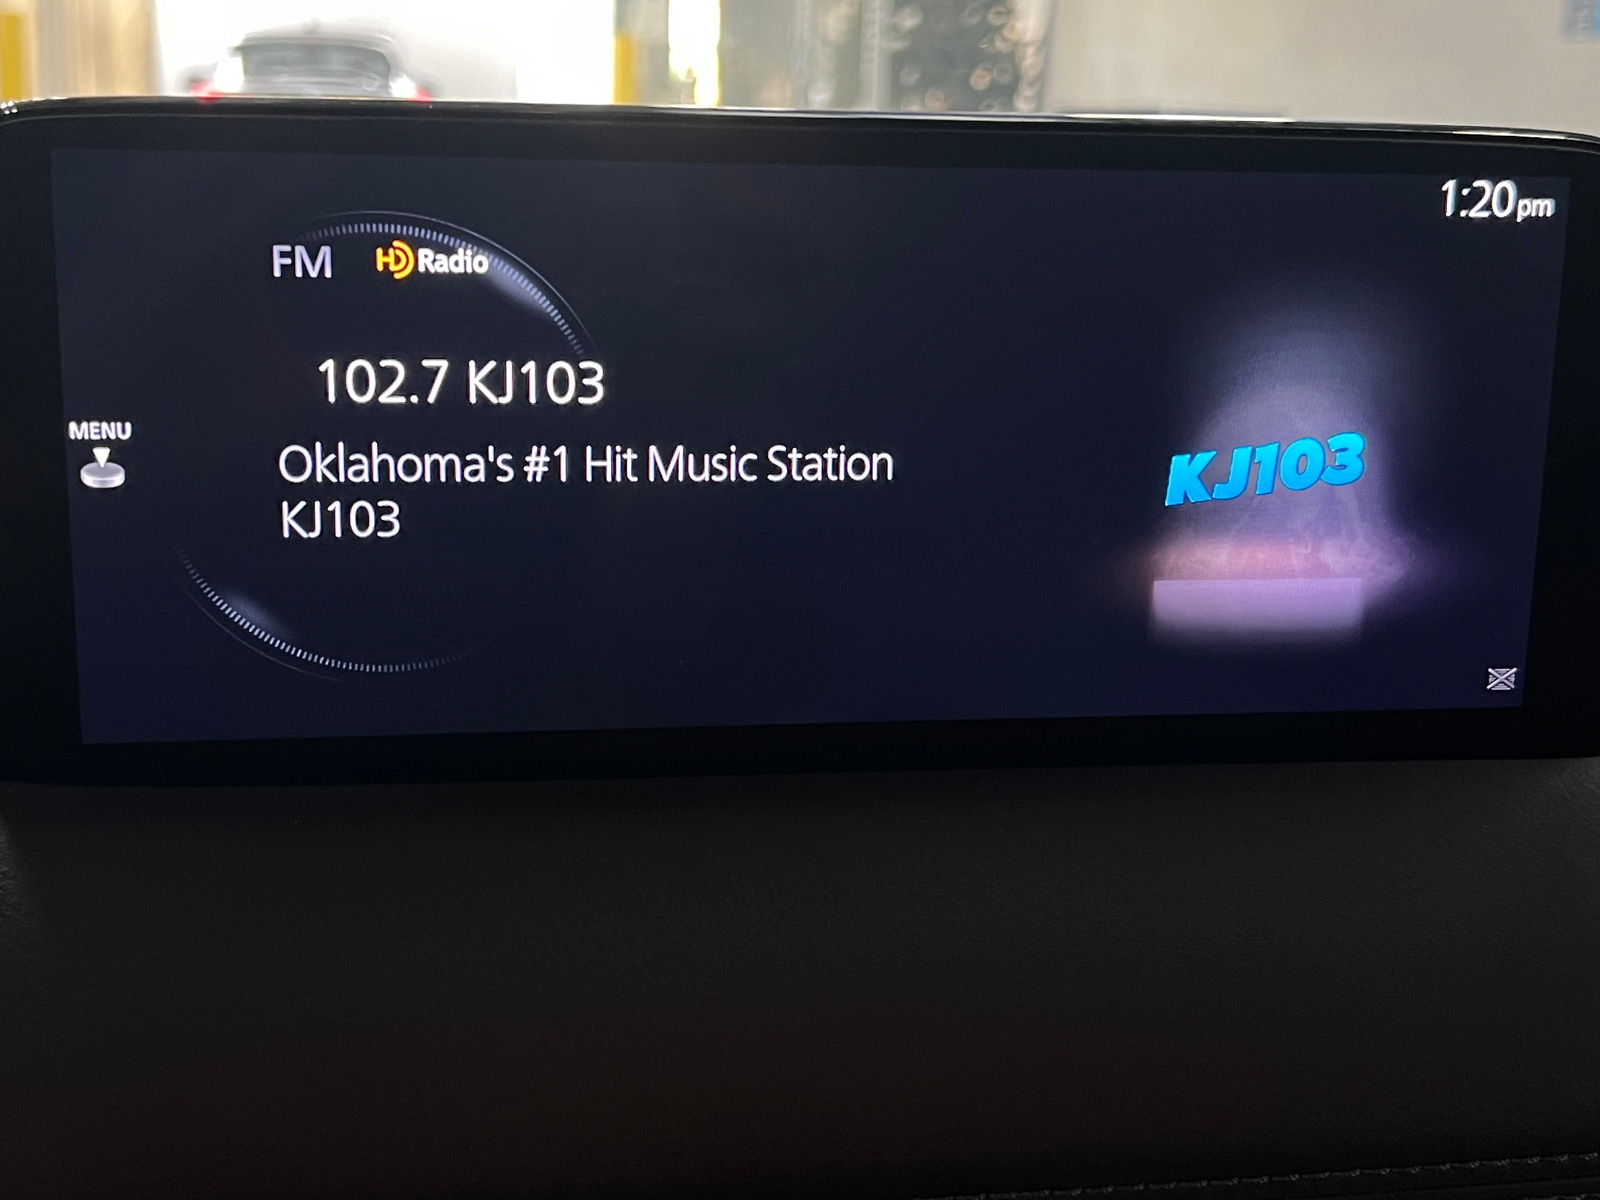 1:20pm
FM HD Radio
102.7 KJ103
MENU
Oklahoma's #1 Hit Music Station
KJ103
KJ103